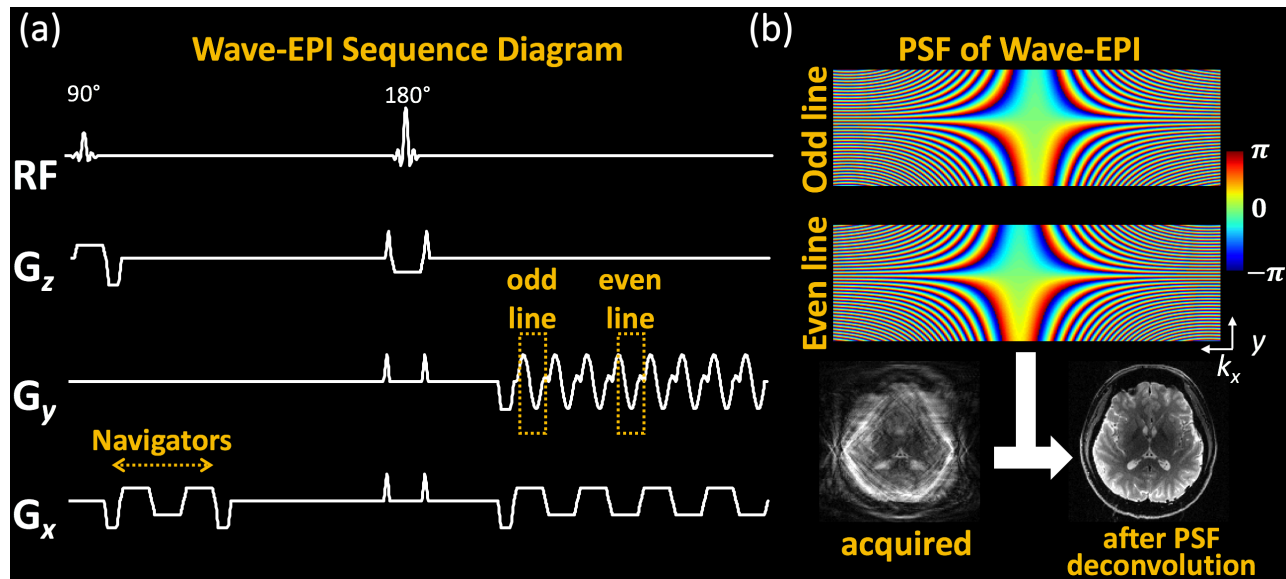 (a)
Wave-EPI Sequence Diagram
90°
180°
RF
Gz
odd
line
even
line
Gy
Navigators
Gx
(b)
PSF of Wave-EPI
Odd line
Even line
π
0
−π
y
kx
acquired
after PSF
deconvolution